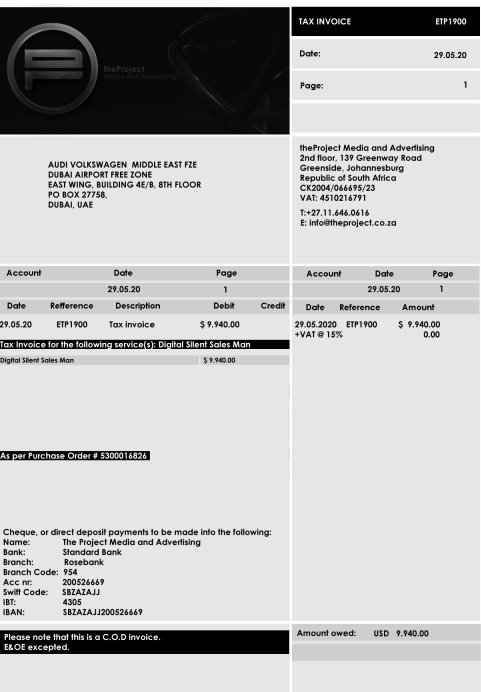 theProject
Media and Advertising
TAX INVOICE ETP1900
Date: 29.05.20
Page: 1
AUDI VOLKSWAGEN MIDDLE EAST FZE
DUBAI AIRPORT FREE ZONE
EAST WING, BUILDING 4E/B, 8TH FLOOR
PO BOX 27758,
DUBAI, UAE
theProject Media and Advertising
2nd floor, 139 Greenway Road
Greenside, Johannesburg
Republic of South Africa
CK2004/066695/23
VAT: 4510216791
T:+27.11.646.0616
E: info@theproject.co.za
Account Date Page
29.05.20 1
Date Refference Description Debit Credit
29.05.20 ETP1900 Tax invoice $ 9.940.00
Tax Invoice for the following service(s): Digital Silent Sales Man
Digital Silent Sales Man $ 9.940.00
As per Purchase Order # 5300016826
Account Date Page
29.05.20 1
Date Reference Amount
29.05.2020 ETP1900 $ 9.940.00
+VAT @ 15% 0.00
Cheque, or direct deposit payments to be made into the following:
Name: The Project Media and Advertising
Bank: Standard Bank
Branch: Rosebank
Branch Code: 954
Acc nr: 200526669
Swift Code: SBZAZAJJ
IBT: 4305
IBAN: SBZAZAJJ200526669
Please note that this is a C.O.D invoice.
E&OE excepted.
Amount owed: USD 9.940.00